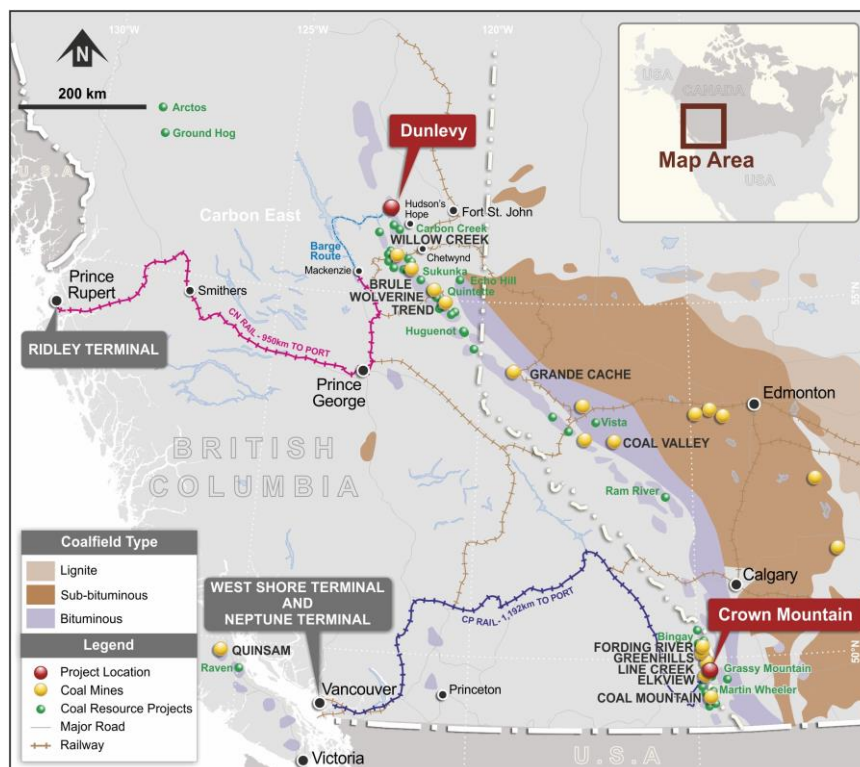 130°W
125°W
120°W
N
200 km
Arctos
Ground Hog
U.S.A
Dunlevy
Hudson's
Hope
Fort St. John
Carbon East
Carbon Creek
WILLOW CREEK
Barge
Route
Chetwynd
Mackenzie
Sukunka
Echo Hill
BRULE
Quintette
WOLVERINE
TREND
Huguenot
55°N
Prince
Rupert
Smithers
RIDLEY TERMINAL
CN RAIL - 950km TO PORT
Prince
George
GRANDE CACHE
Edmonton
Vista
COAL VALLEY
Ram River
BRITISH
COLUMBIA
USA
CANADA
USA
Map Area
Coalfield Type
Lignite
Sub-bituminous
Bituminous
Legend
Project Location
Coal Mines
Coal Resource Projects
Major Road
Railway
WEST SHORE TERMINAL
AND
NEPTUNE TERMINAL
CP RAIL- 1,192km TO PORT
Calgary
Crown Mountain
Bingay
50°N
FORDING RIVER
GREENHILLS
LINE CREEK
Grassy Mountain
ELKVIEW
Martin Wheeler
COAL MOUNTAIN
QUINSAM
Raven
Vancouver
Princeton
Victoria
U.S.A